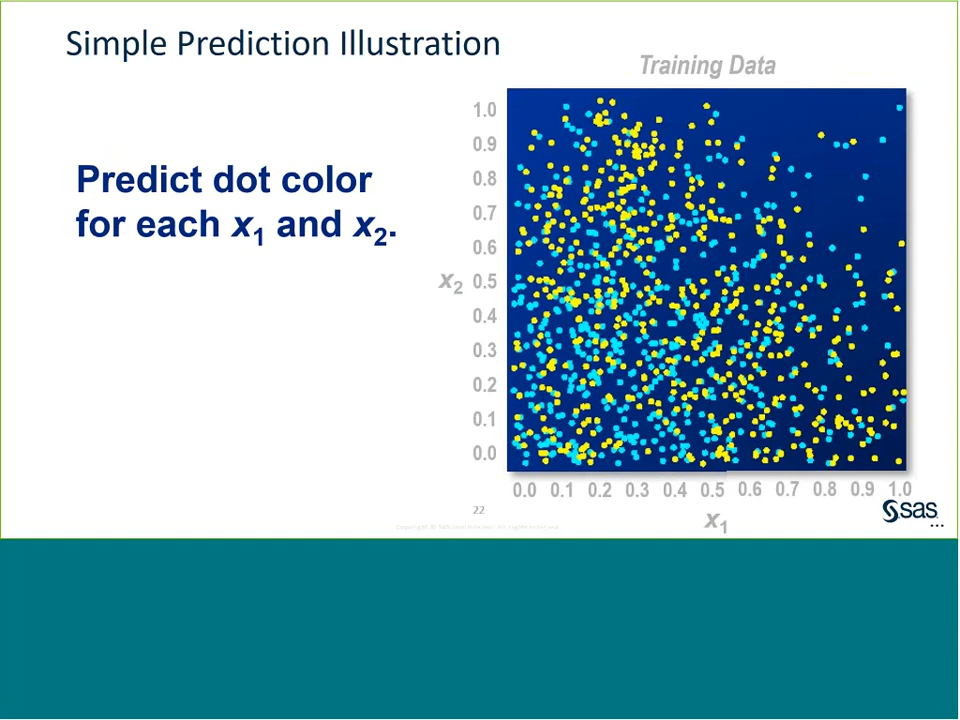 Simple Prediction Illustration
Training Data
Predict dot color
for each x1 and x2.
1.0
0.9
0.8
0.7
0.6
x2 0.5
0.4
0.3
0.2
0.1
0.0
0.0 0.1 0.2 0.3 0.4 0.5 0.6 0.7 0.8 0.9 1.0
x1
22
sas
...